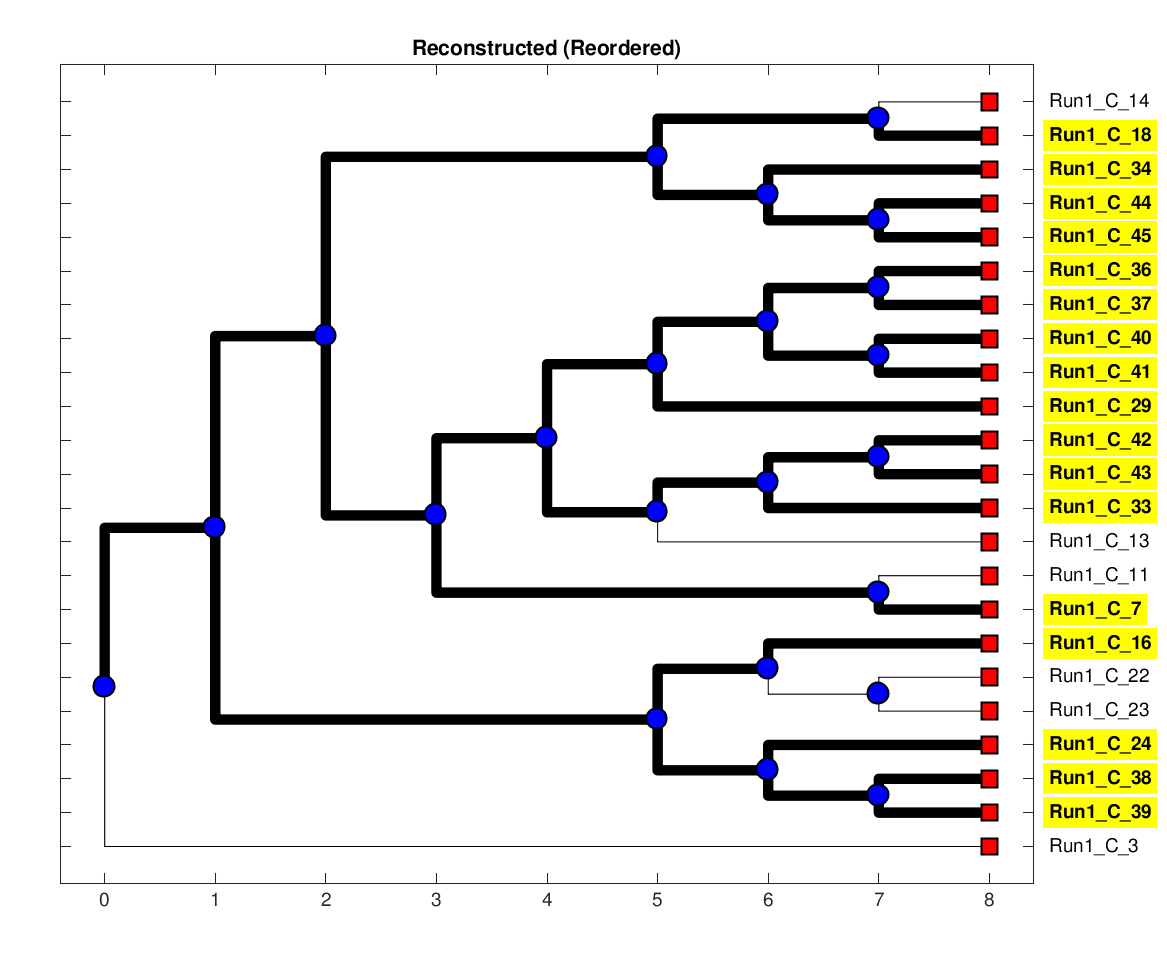 Reconstructed (Reordered)
Run1_C_14
Run1_C_18
Run1_C_34
Run1_C_44
Run1_C_45
Run1_C_36
Run1_C_37
Run1_C_40
Run1_C_41
Run1_C_29
Run1_C_42
Run1_C_43
Run1_C_33
Run1_C_13
Run1_C_11
Run1_C_7
Run1_C_16
Run1_C_22
Run1_C_23
Run1_C_24
Run1_C_38
Run1_C_39
Run1_C_3
0 1 2 3 4 5 6 7 8